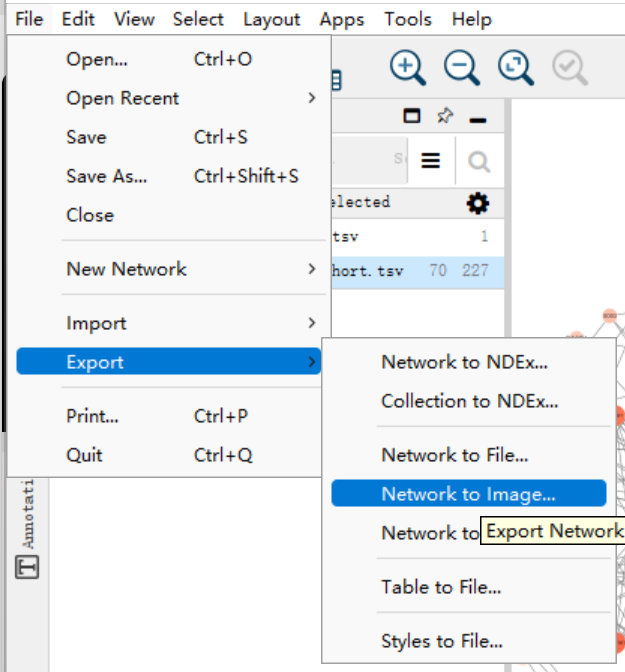 File Edit View Select Layout Apps Tools Help
Open... Ctrl+O
Open Recent
Save Ctrl+S
Save As... Ctrl+Shift+S
Close
elected
tsv 1
New Network
hort.tsv 70 227
Import
Export
Network to NDEx...
Collection to NDEx...
Print... Ctrl+P
Quit Ctrl+Q
Network to File...
Network to Image...
Network to
Export Network
Annotati
Table to File...
Styles to File...